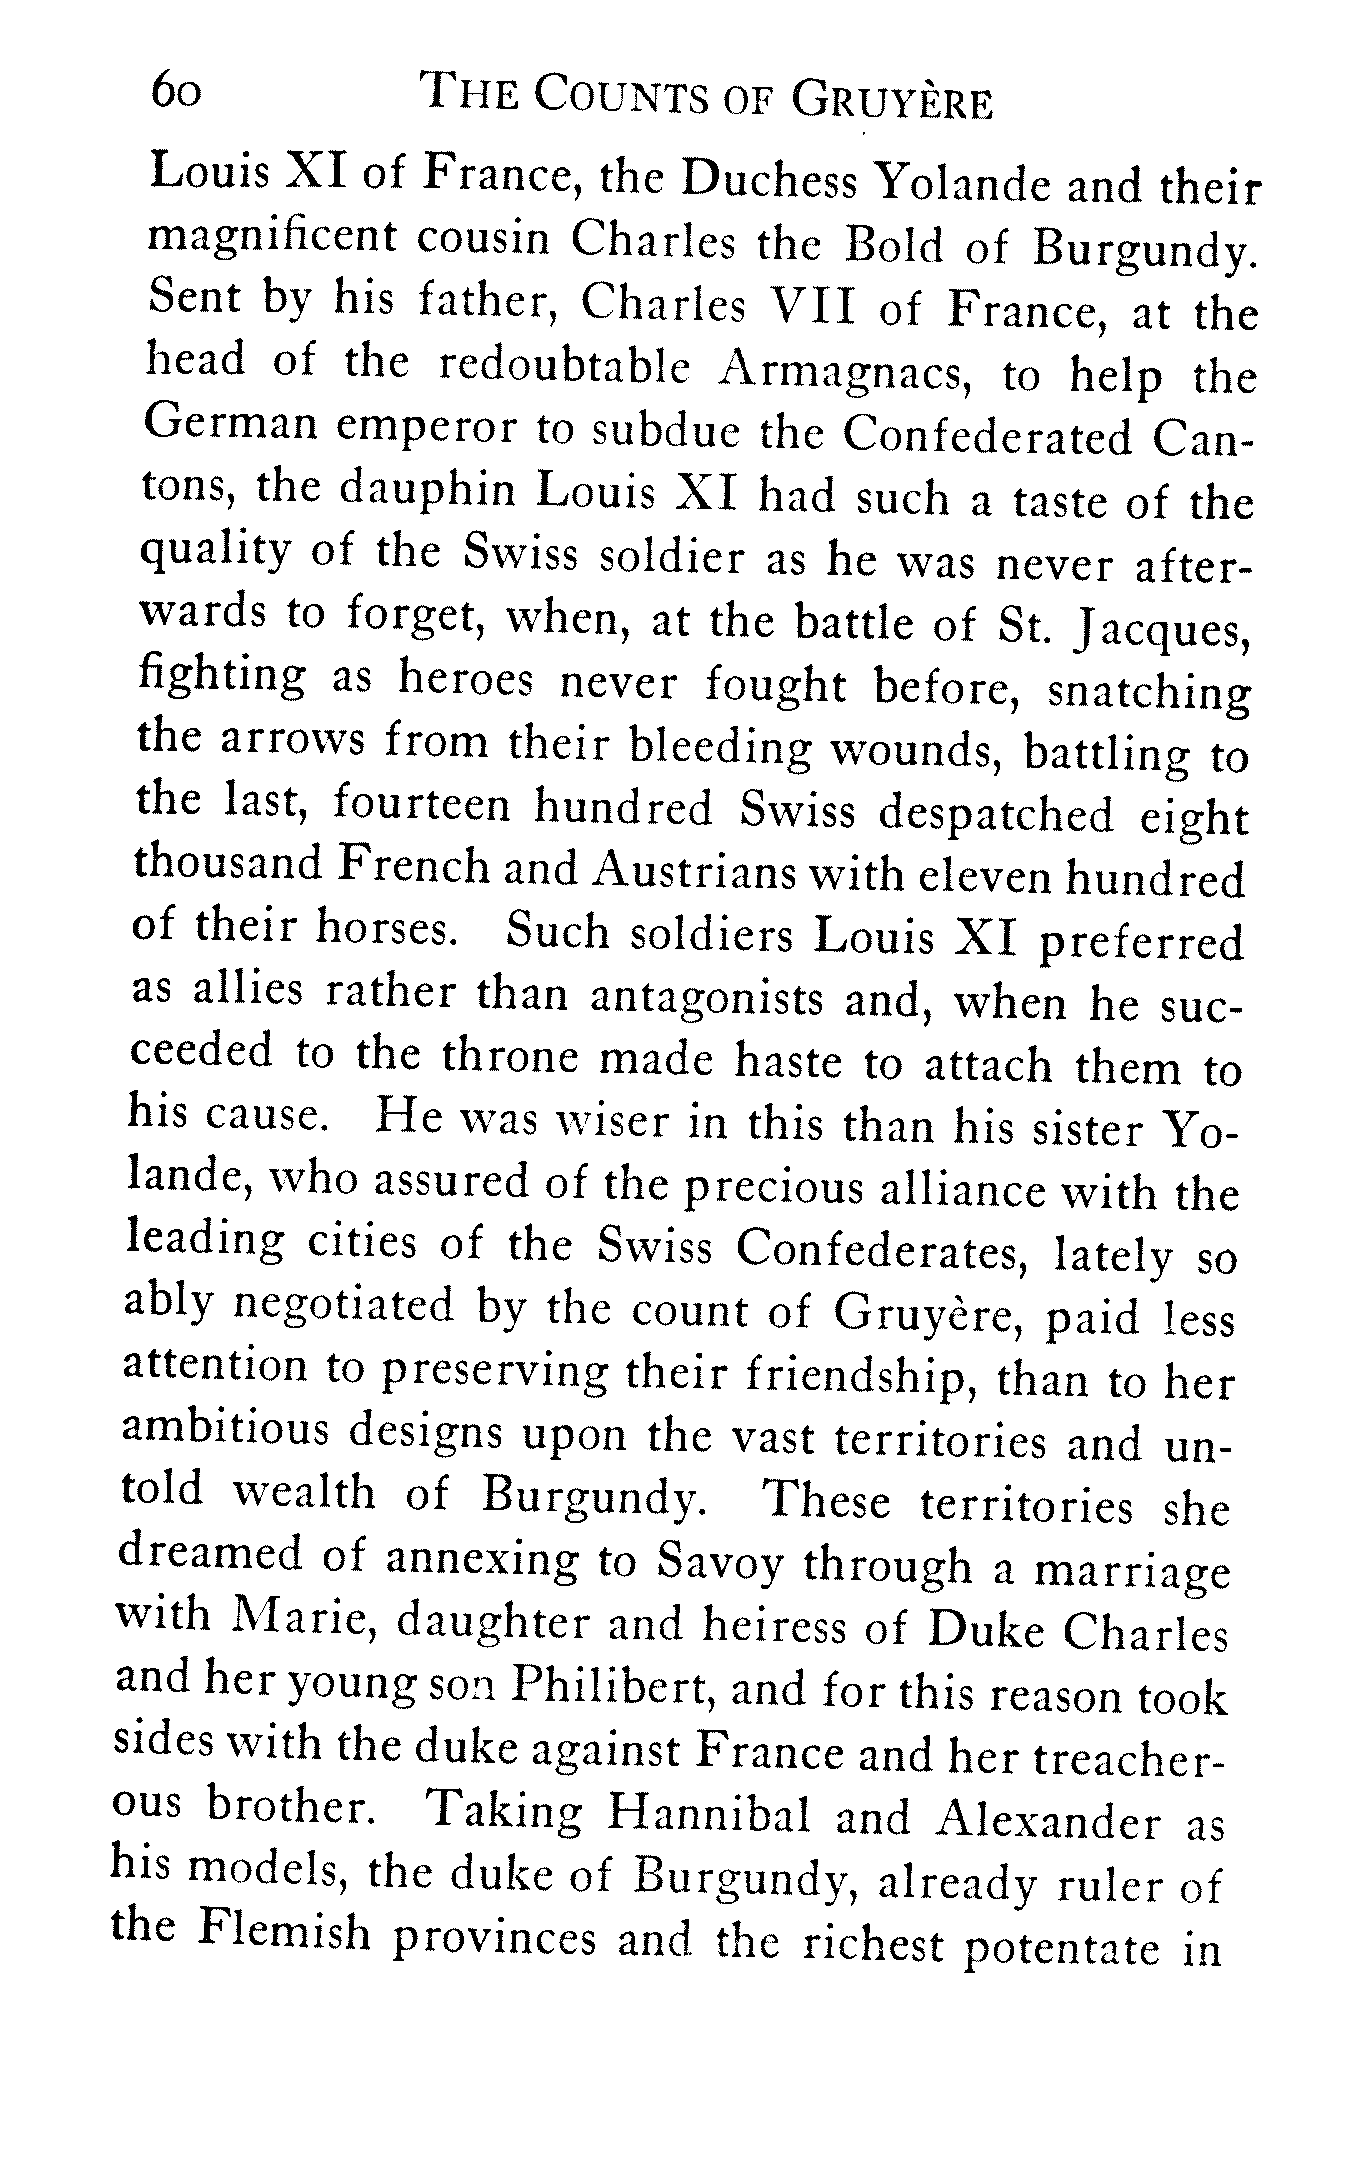 60 THE COUNTS OF GRUYÈRE
Louis XI of France, the Duchess Yolande and their
magnificent cousin Charles the Bold of Burgundy.
Sent by his father, Charles VII of France, at the
head of the redoubtable Armagnacs, to help the
German emperor to subdue the Confederated Can-
tons, the dauphin Louis XI had such a taste of the
quality of the Swiss soldier as he was never after-
wards to forget, when, at the battle of St. Jacques,
fighting as heroes never fought before, snatching
the arrows from their bleeding wounds, battling to
the last, fourteen hundred Swiss despatched eight
thousand French and Austrians with eleven hundred
of their horses. Such soldiers Louis XI preferred
as allies rather than antagonists and, when he suc-
ceeded to the throne made haste to attach them to
his cause. He was wiser in this than his sister Yo-
lande, who assured of the precious alliance with the
leading cities of the Swiss Confederates, lately so
ably negotiated by the count of Gruyère, paid less
attention to preserving their friendship, than to her
ambitious designs upon the vast territories and un-
told wealth of Burgundy. These territories she
dreamed of annexing to Savoy through a marriage
with Marie, daughter and heiress of Duke Charles
and her young son Philibert, and for this reason took
sides with the duke against France and her treacher-
ous brother. Taking Hannibal and Alexander as
his models, the duke of Burgundy, already ruler of
the Flemish provinces and the richest potentate in